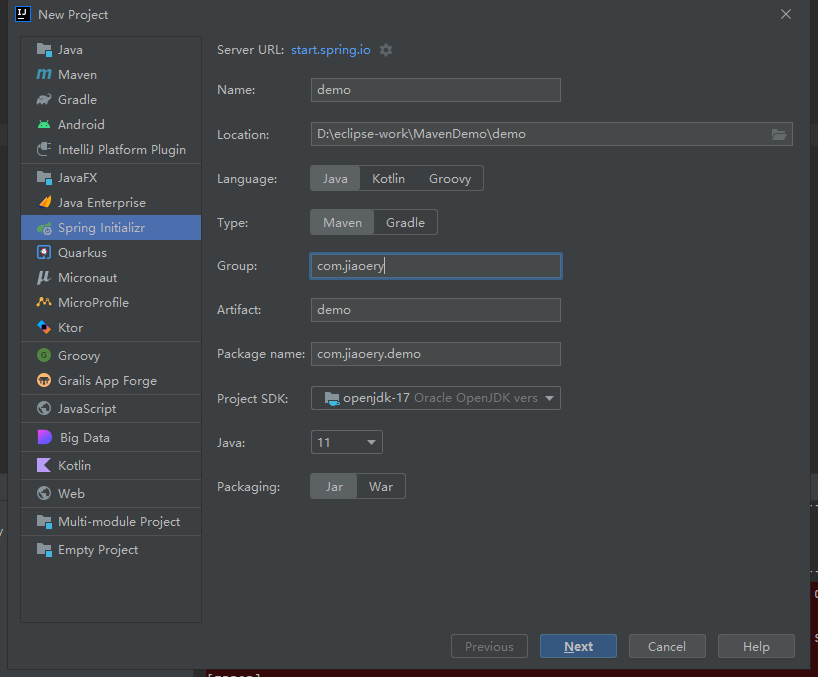 New Project
Java
Maven
Gradle
Android
IntelliJ Platform Plugin
JavaFX
Java Enterprise
Spring Initializr
Quarkus
Micronaut
MicroProfile
Ktor
Groovy
Grails App Forge
JavaScript
Big Data
Kotlin
Web
Multi-module Project
Empty Project
Server URL: start.spring.io
Name: demo
Location: D:\eclipse-work\MavenDemo\demo
Language: Java Kotlin Groovy
Type: Maven Gradle
Group: com.jiaoery
Artifact: demo
Package name: com.jiaoery.demo
Project SDK: openjdk-17 Oracle OpenJDK vers
Java: 11
Packaging: Jar War
Previous Next Cancel Help